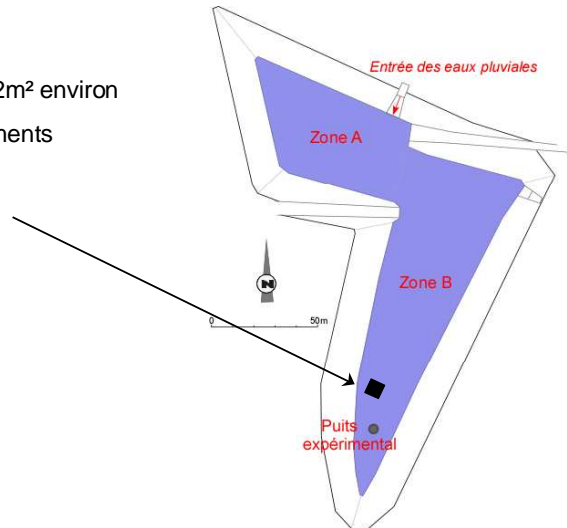 2m² environ
ments
Entrée des eaux pluviales
Zone A
Zone B
N
0 50m
Puits
expérimental